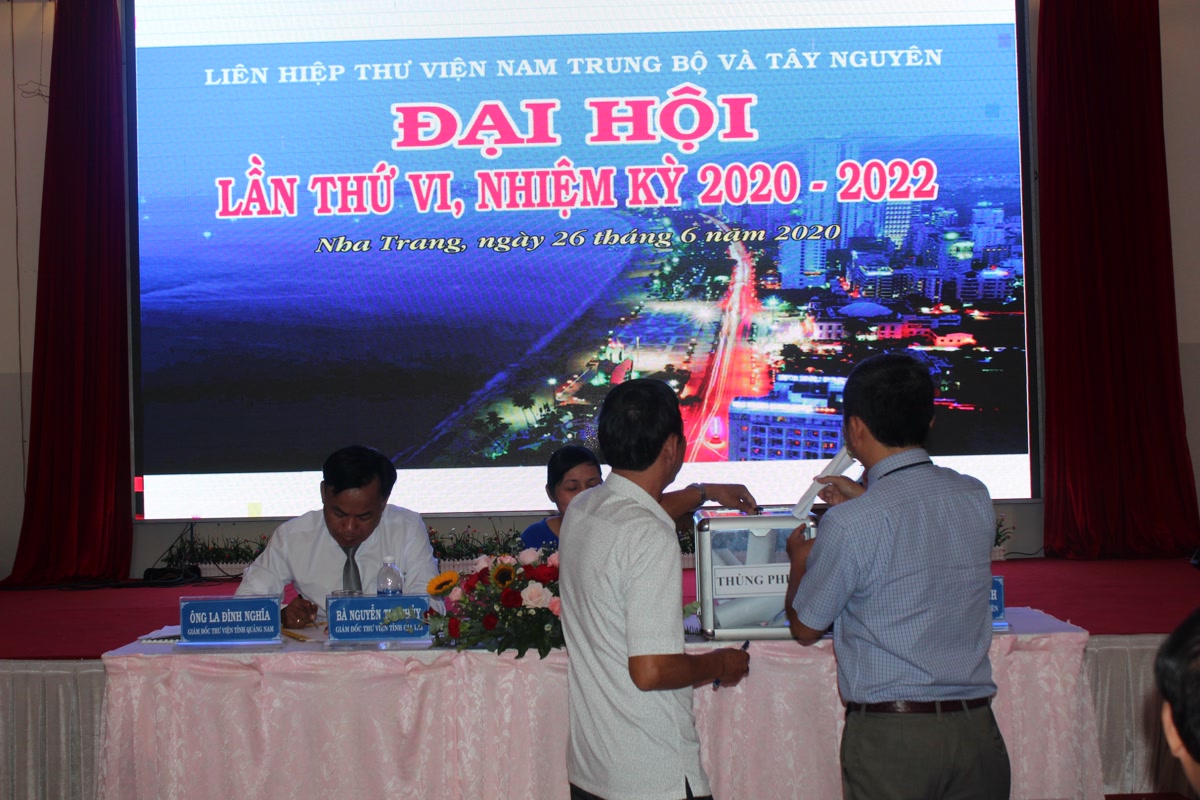 LIÊN HIỆP THƯ VIỆN NAM TRUNG BỘ VÀ TÂY NGUYÊN
ĐẠI HỘI
LẦN THỨ VI, NHIỆM KỲ 2020 - 2022
Nha Trang, ngày 26 tháng 6 năm 2020
THÙNG
ÔNG LA ĐÌNH NGHĨA
GIÁM ĐỐC THƯ VIỆN TỈNH QUẢNG NAM
BÀ NGUYỄN
GIÁM ĐỐC THƯ VIỆN TỈNH